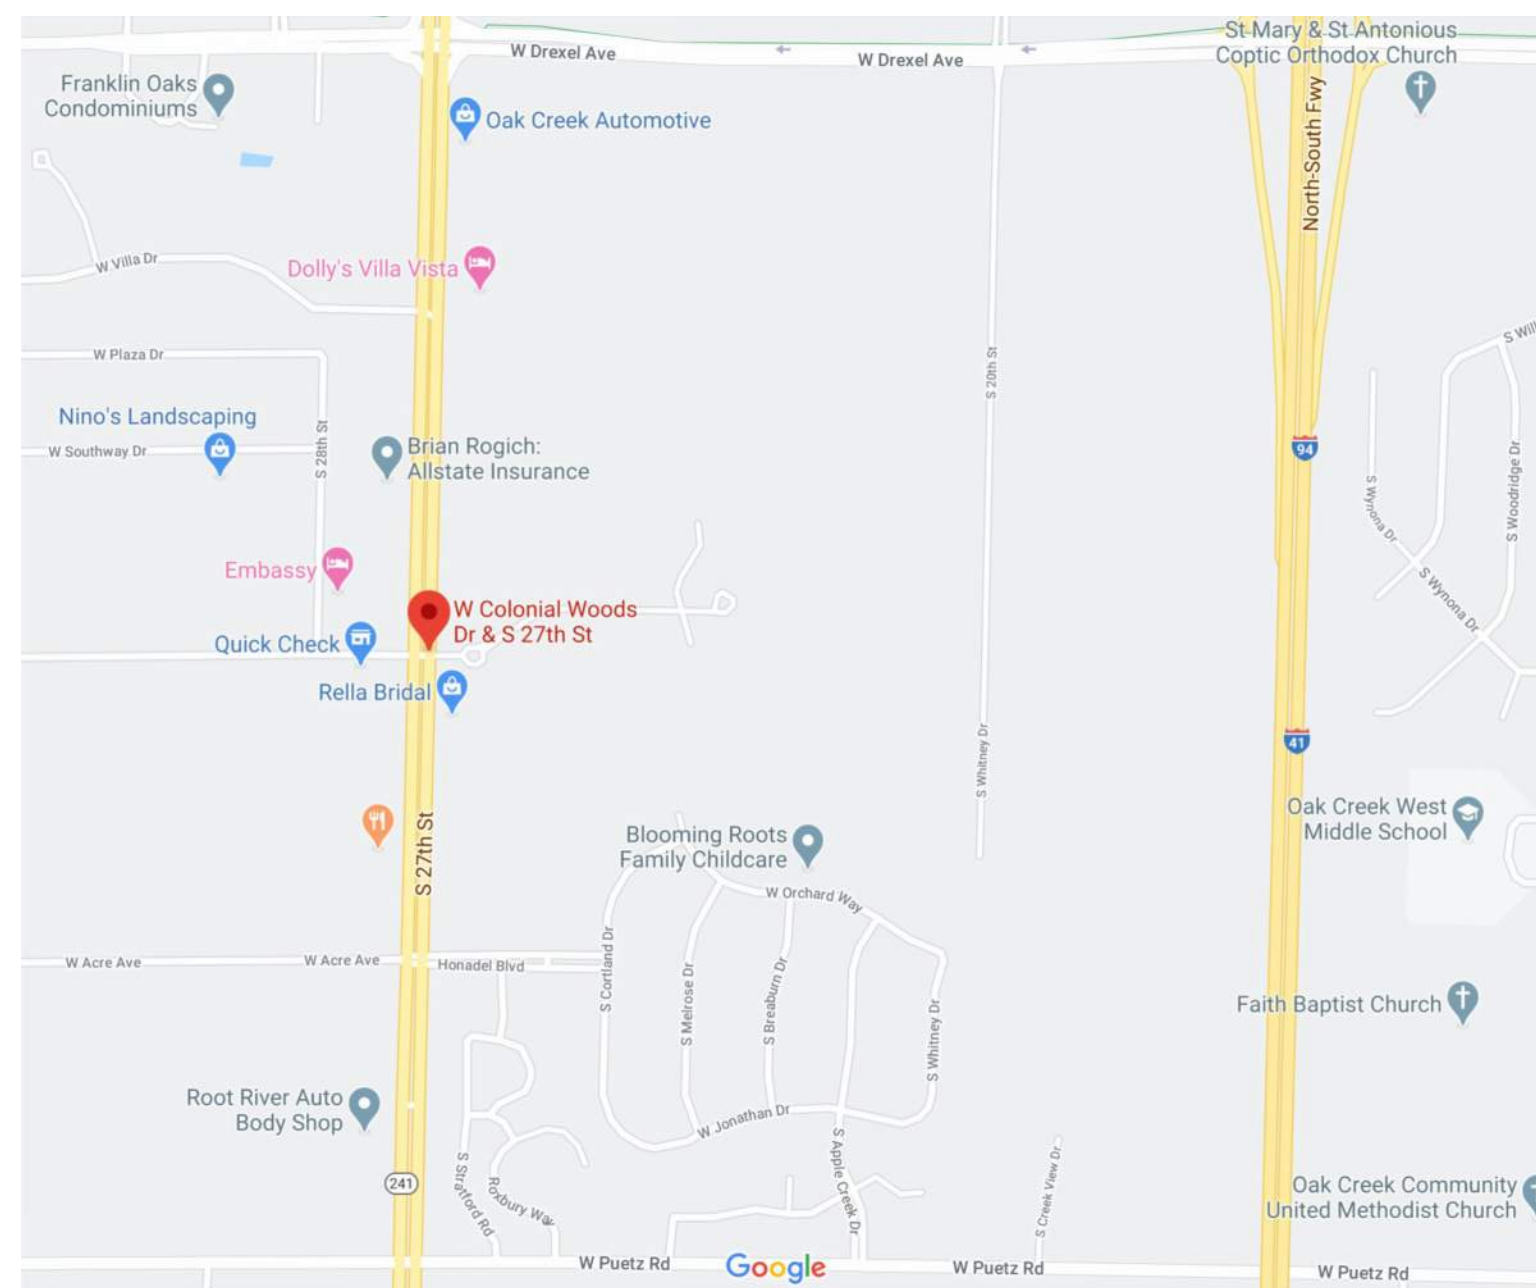 St Mary & St Antonious
Coptic Orthodox Church
W Drexel Ave
W Drexel Ave
Franklin Oaks
Condominiums
Oak Creek Automotive
North-South Fwy
W Villa Dr
Dolly's Villa Vista
W Plaza Dr
S 20th St
Nino's Landscaping
W Southway Dr
S 28th St
Brian Rogich:
Allstate Insurance
94
S Wynona Dr
S Woodridge Dr
Embassy
S Wynona Dr
W Colonial Woods
Dr & S 27th St
Quick Check
Rella Bridal
S Whitney Dr
41
S 27th St
Blooming Roots
Family Childcare
Oak Creek West
Middle School
W Orchard Way
W Acre Ave
W Acre Ave
Honadel Blvd
S Cortland Dr
S Melrose Dr
S Breaburn Dr
S Whitney Dr
Faith Baptist Church
Root River Auto
Body Shop
W Jonathan Dr
S Apple Creek Dr
S Creek View Dr
241
S Stratford Rd
Roxbury Way
Oak Creek Community
United Methodist Church
W Puetz Rd
Google
W Puetz Rd
W Puetz Rd